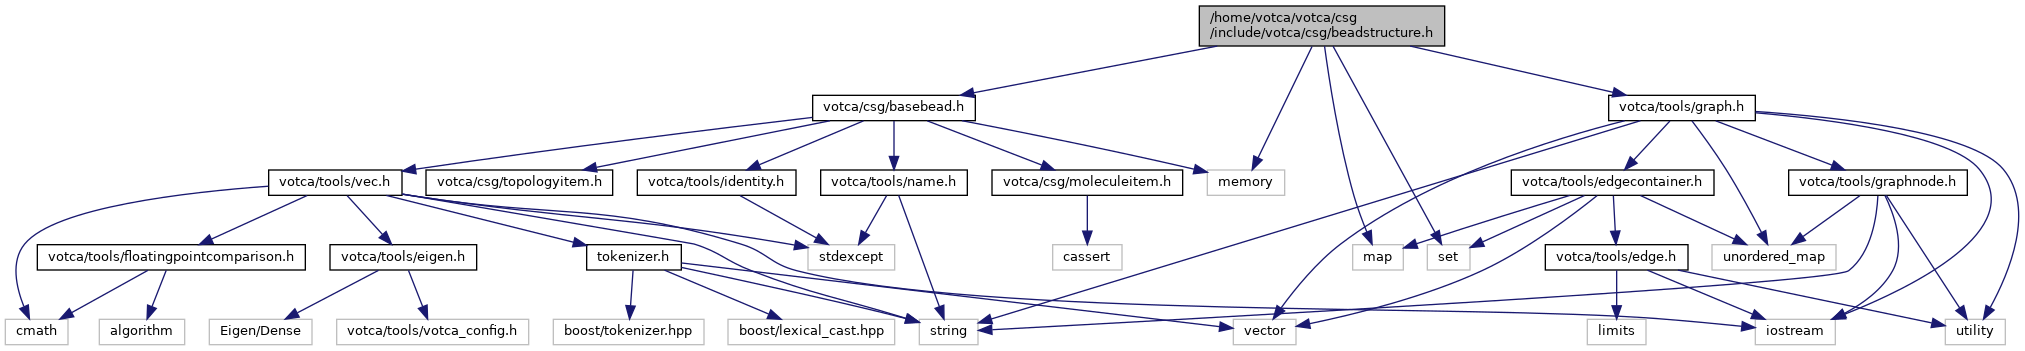 /home/votca/votca/csg
/include/votca/csg/beadstructure.h
votca/csg/basebead.h
votca/tools/graph.h
votca/tools/vec.h
votca/csg/topologyitem.h
votca/tools/identity.h
votca/tools/name.h
votca/csg/moleculeitem.h
memory
votca/tools/edgecontainer.h
votca/tools/graphnode.h
votca/tools/floatingpointcomparison.h
votca/tools/eigen.h
tokenizer.h
stdexcept
cassert
map
set
votca/tools/edge.h
unordered_map
cmath
algorithm
Eigen/Dense
votca/tools/votca_config.h
boost/tokenizer.hpp
boost/lexical_cast.hpp
string
vector
limits
iostream
utility